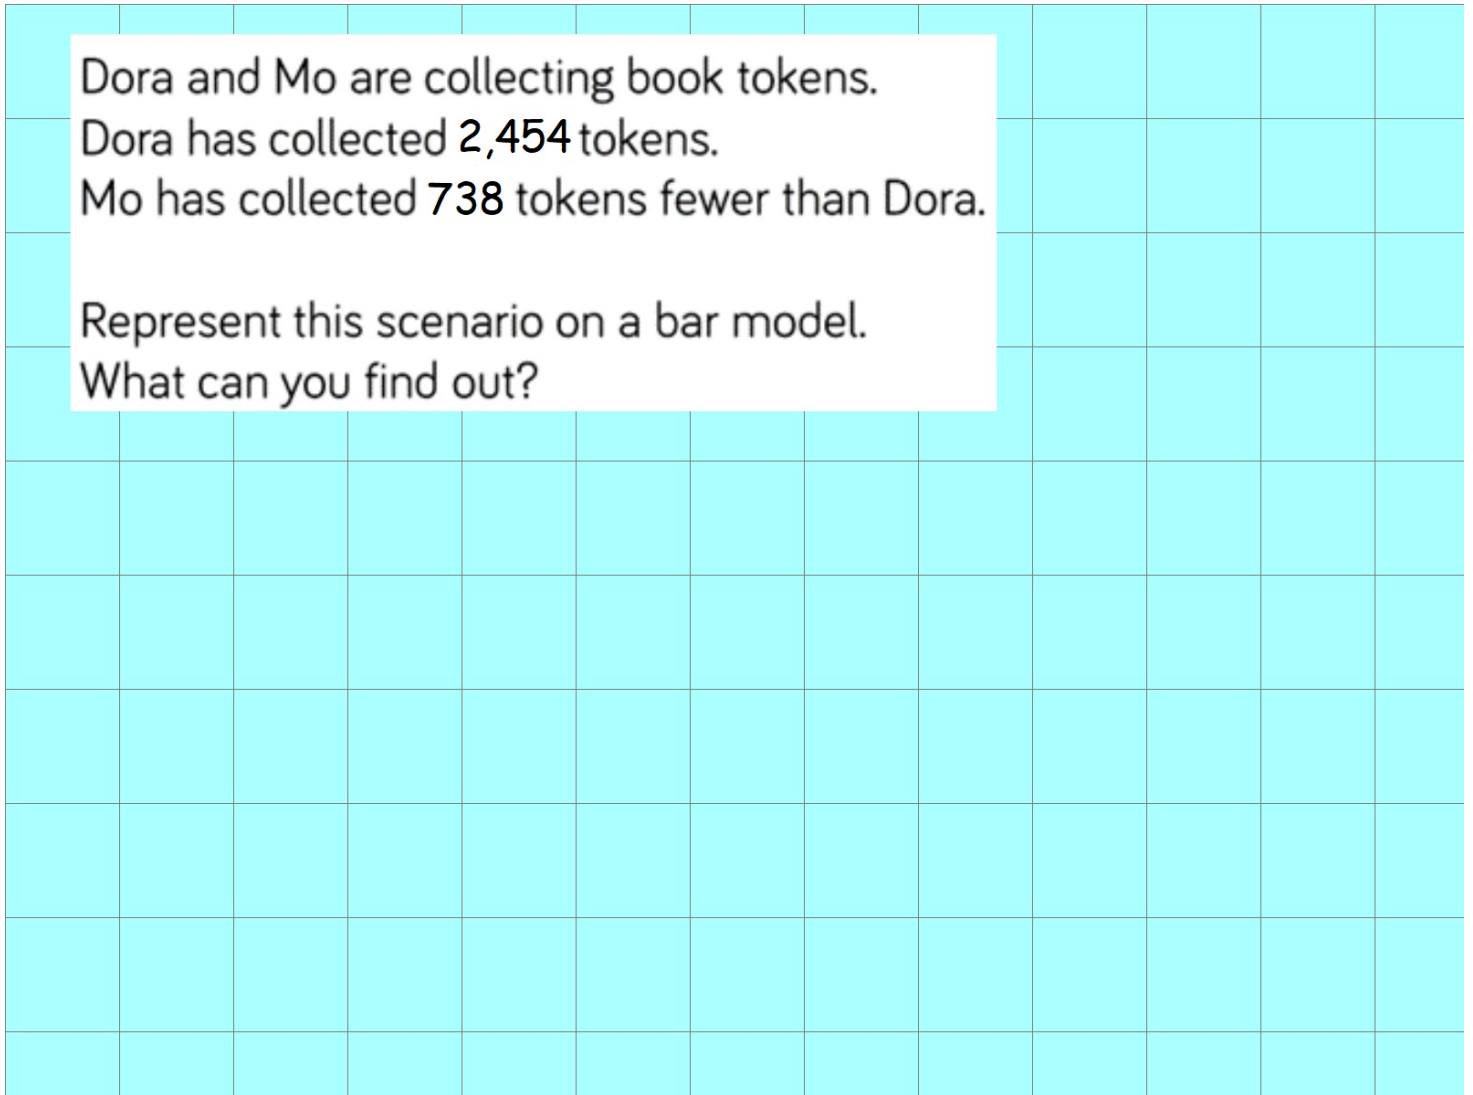 Dora and Mo are collecting book tokens.
Dora has collected 2,454 tokens.
Mo has collected 738 tokens fewer than Dora.
Represent this scenario on a bar model.
What can you find out?